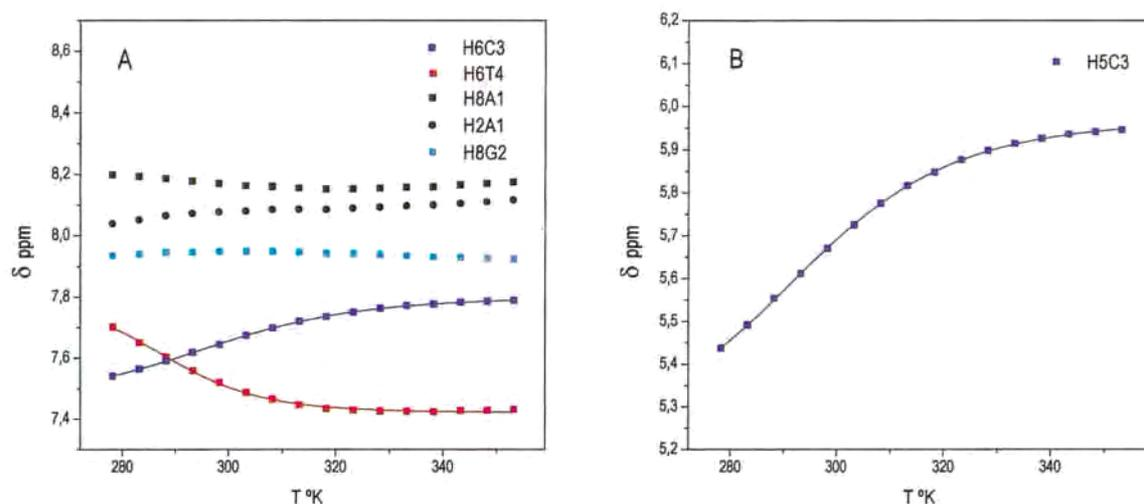 A
H6C3
H6T4
H8A1
H2A1
H8G2
8,6
8,4
8,2
8,0
7,8
7,6
7,4
δ ppm
280
300
320
340
T ºK
B
H5C3
6,2
6,1
6,0
5,9
5,8
5,6
5,5
5,4
5,3
5,2
δ ppm
280
300
320
340
T ºK